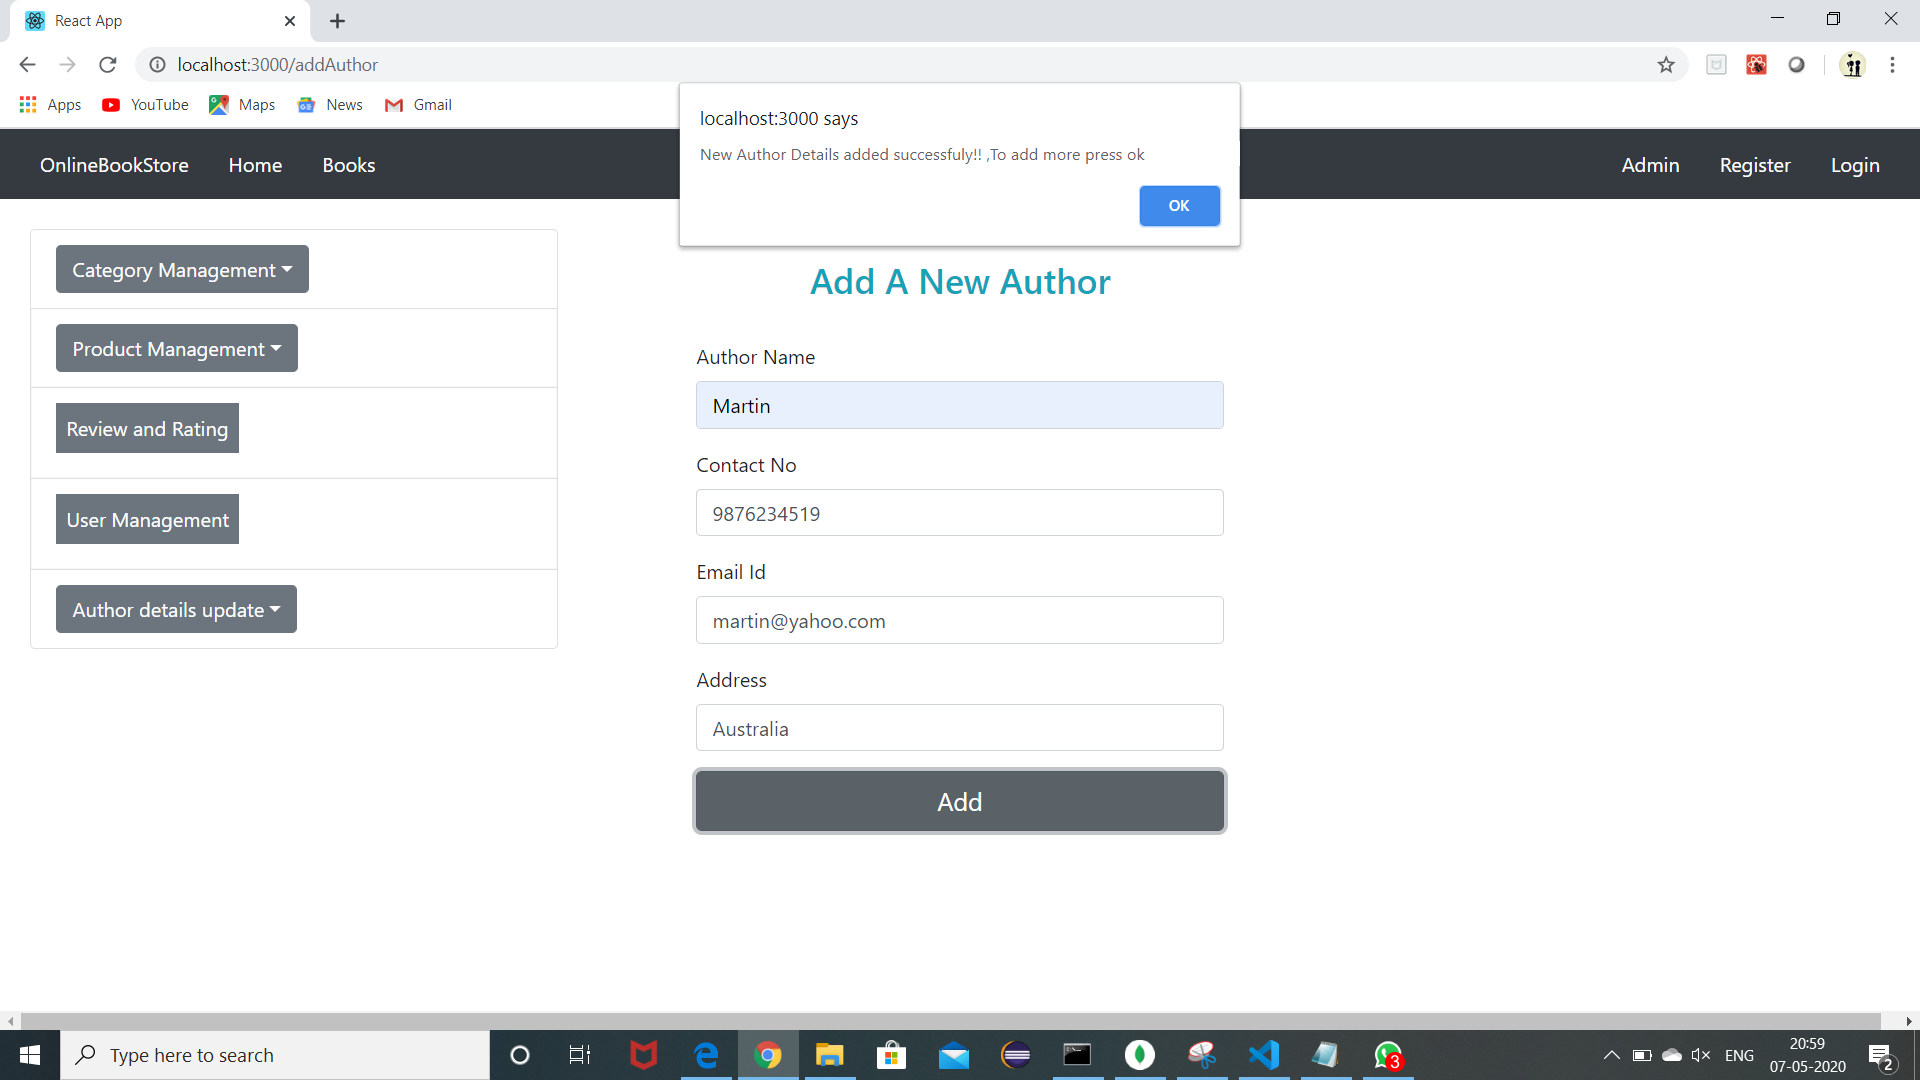 React App
localhost:3000/addAuthor
Apps YouTube Maps News Gmail
localhost:3000 says
New Author Details added successfuly!! ,To add more press ok
OK
OnlineBookStore Home Books Admin Register Login
Category Management
Product Management
Review and Rating
User Management
Author details update
Add A New Author
Author Name
Martin
Contact No
9876234519
Email Id
martin@yahoo.com
Address
Australia
Add
Type here to search
3
ENG
20:59
07-05-2020
2